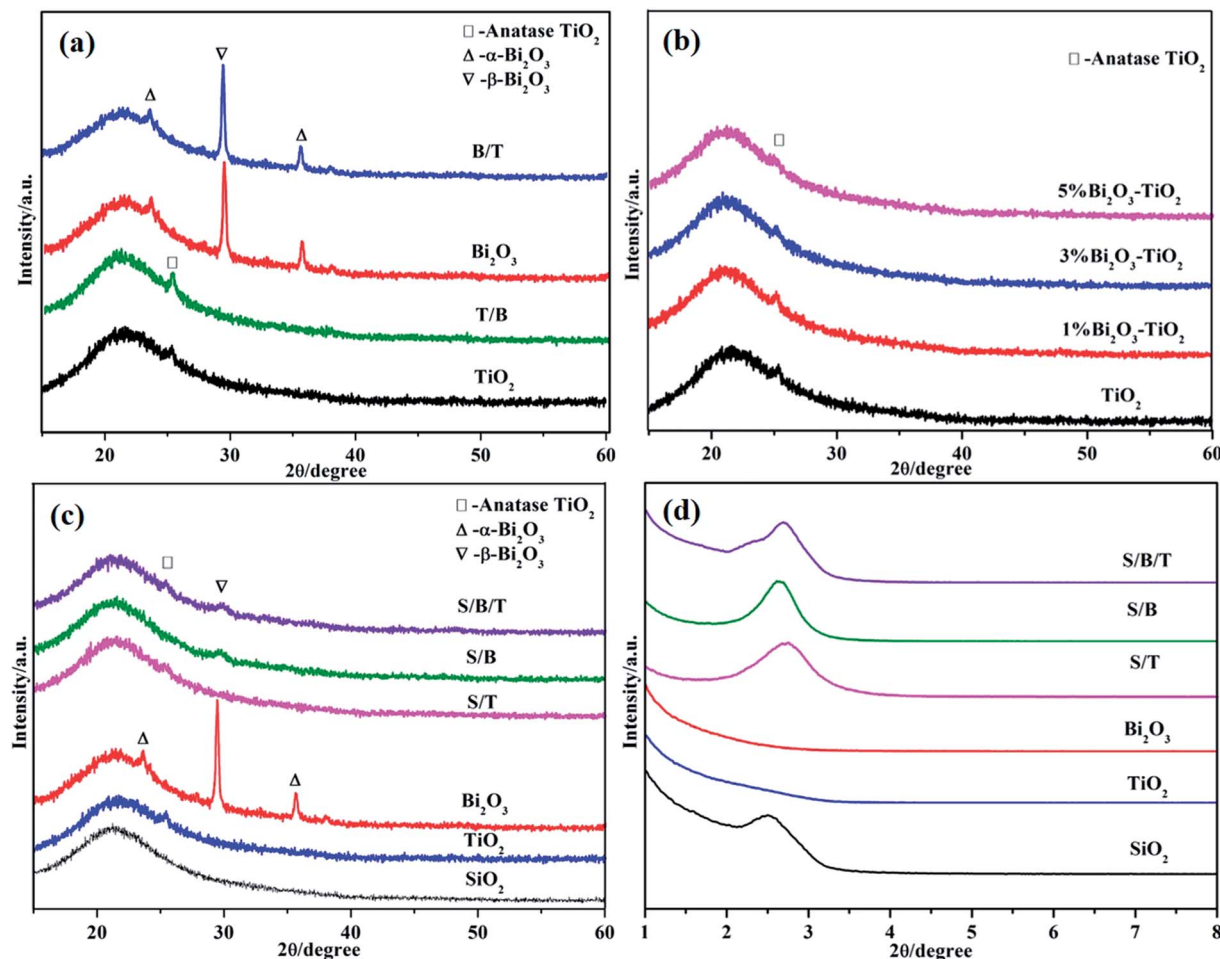 (a)
□-Anatase TiO₂
Δ-α-Bi₂O₃
∇-β-Bi₂O₃
∇
Δ
Δ
B/T
Bi₂O₃
□
T/B
TiO₂
Intensity/a.u.
20 30 40 50 60
2θ/degree
(b)
□-Anatase TiO₂
□
5%Bi₂O₃-TiO₂
3%Bi₂O₃-TiO₂
1%Bi₂O₃-TiO₂
TiO₂
Intensity/a.u.
20 30 40 50 60
2θ/degree
(c)
□-Anatase TiO₂
Δ-α-Bi₂O₃
∇-β-Bi₂O₃
□
∇
S/B/T
S/B
S/T
Δ
Δ
Bi₂O₃
TiO₂
SiO₂
Intensity/a.u.
20 30 40 50 60
2θ/degree
(d)
S/B/T
S/B
S/T
Bi₂O₃
TiO₂
SiO₂
Intensity/a.u.
1 2 3 4 5 6 7 8
2θ/degree